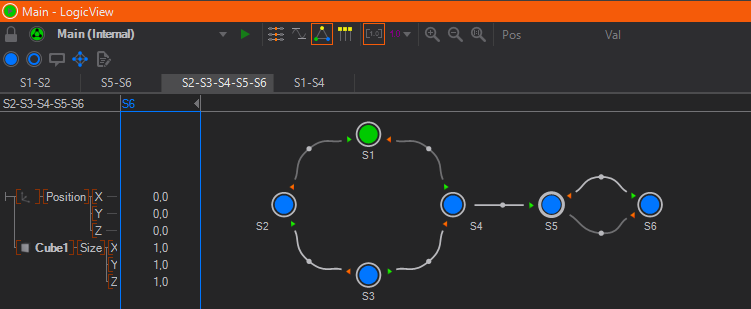 Main - LogicView
Main (Internal)
Pos
Val
S1-S2
S5-S6
S2-S3-S4-S5-S6
S1-S4
S2-S3-S4-S5-S6
S6
S1
S2
S4
S5
S6
S3
Position
X
0,0
Y
0,0
Z
0,0
Cube1
Size
X
1,0
Y
1,0
Z
1,0